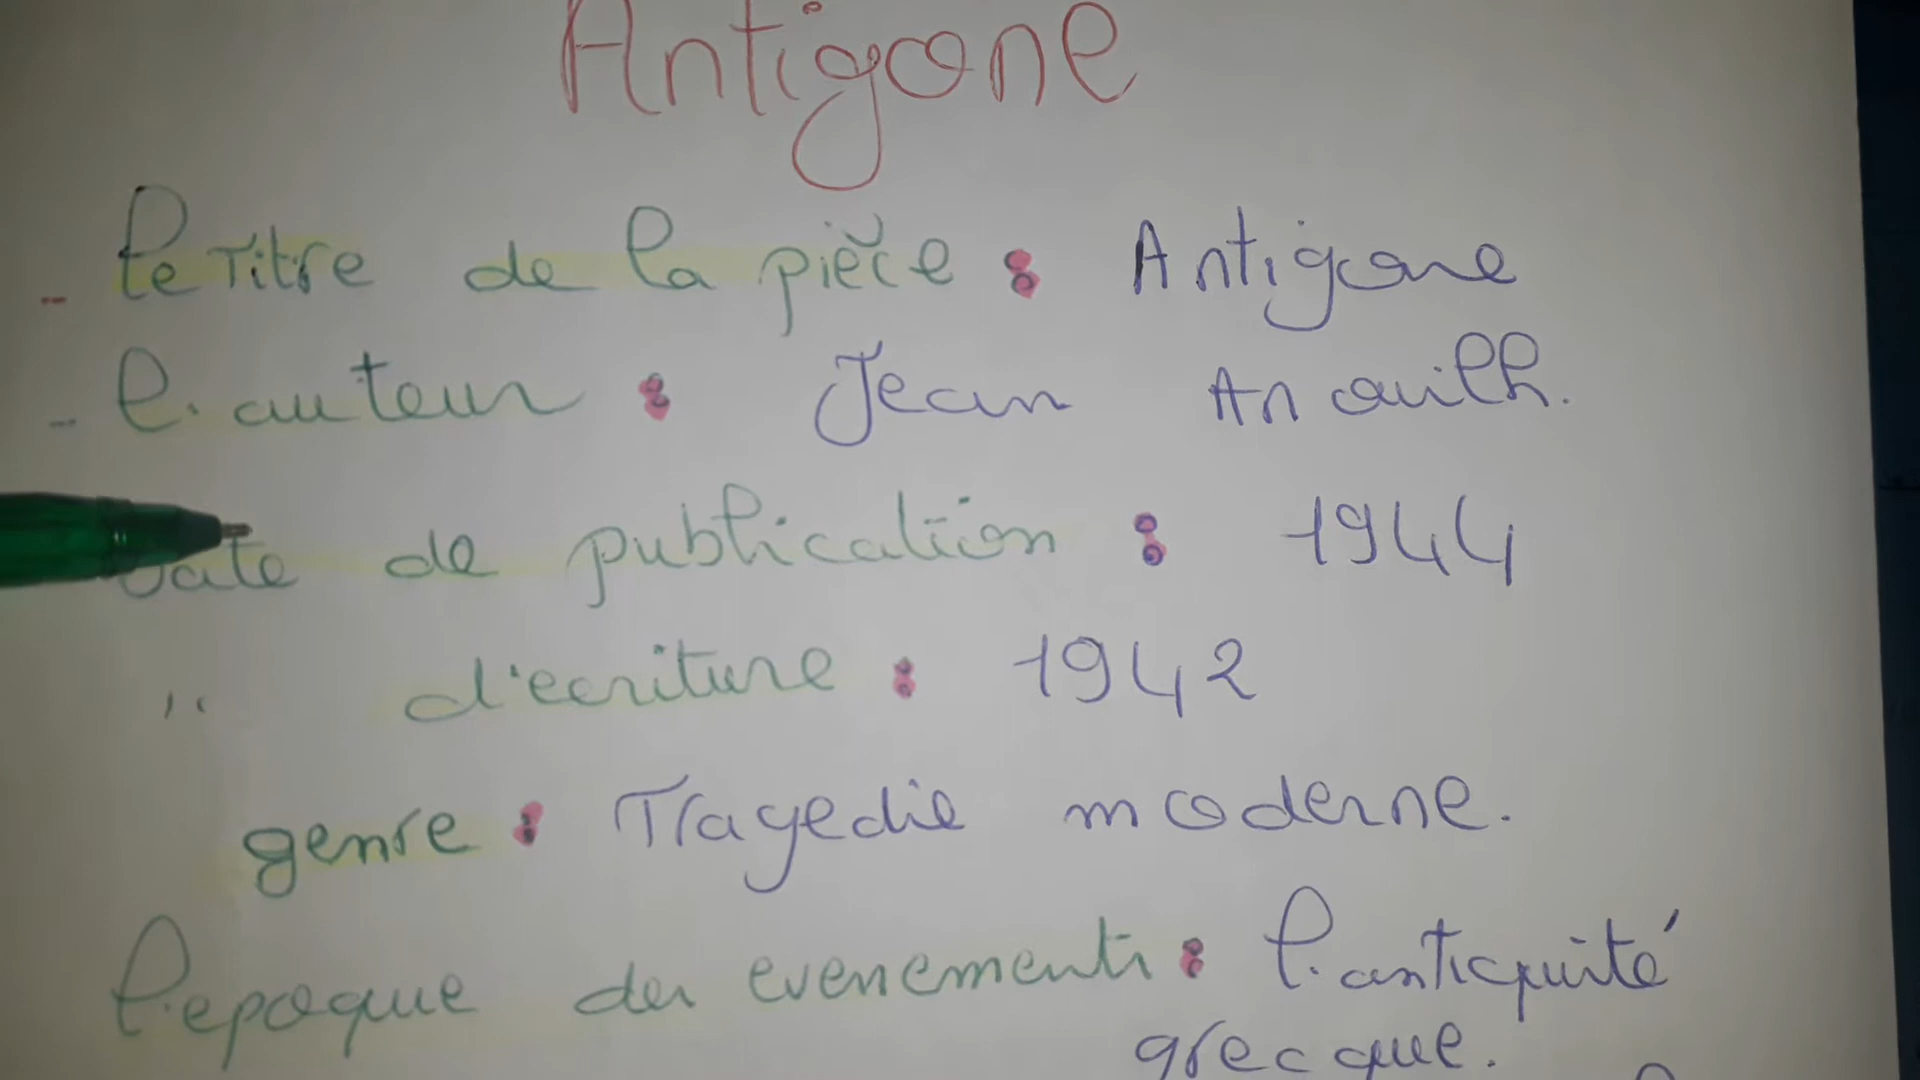 Antigone
- le Titre de la pièce : Antigone
- l'auteur : Jean Anouilh.
Date de publication : 1944
" d'ecriture : 1942
genre : Tragedie moderne.
l'epoque des evenements : l'antiquité
grecque.